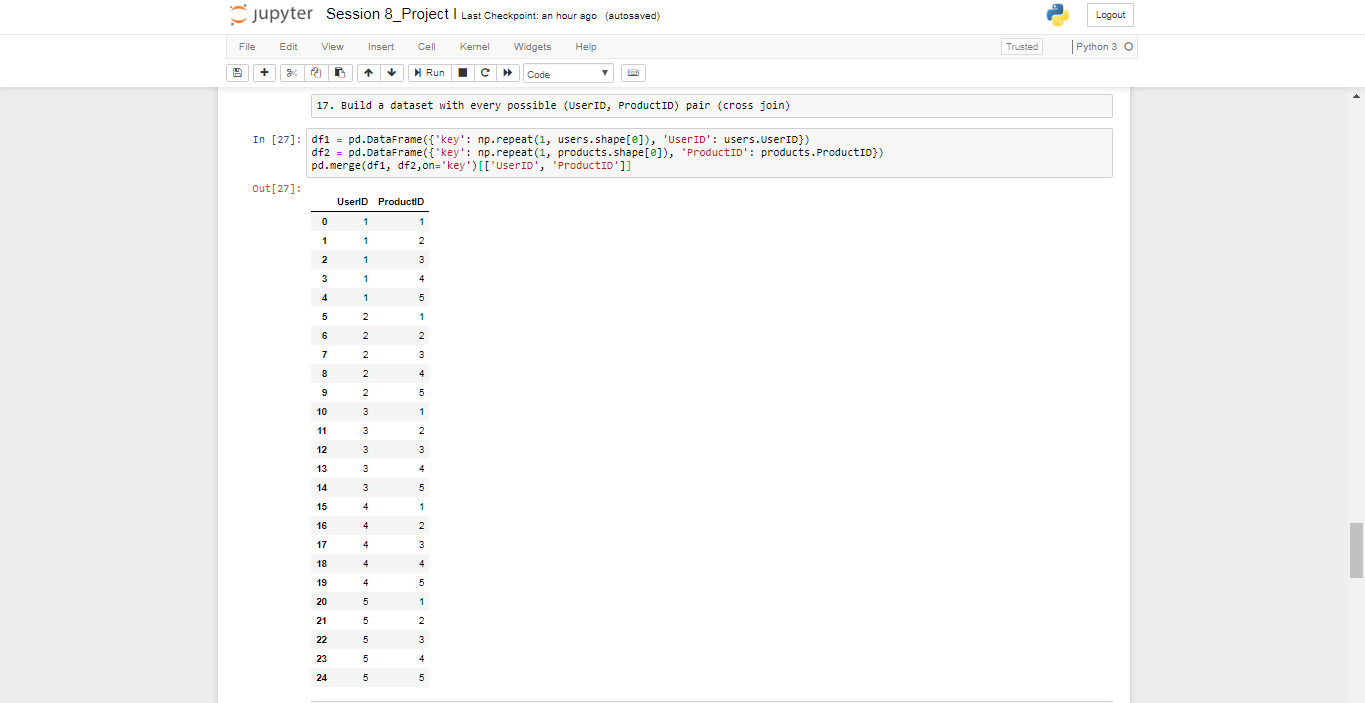 jupyter Session 8_Project I Last Checkpoint: an hour ago (autosaved) Logout
File Edit View Insert Cell Kernel Widgets Help Trusted Python 3
Run Code
17. Build a dataset with every possible (UserID, ProductID) pair (cross join)
In [27]: df1 = pd.DataFrame({'key': np.repeat(1, users.shape[0]), 'UserID': users.UserID})
df2 = pd.DataFrame({'key': np.repeat(1, products.shape[0]), 'ProductID': products.ProductID})
pd.merge(df1, df2,on='key')[['UserID', 'ProductID']]
Out[27]:
UserID ProductID
0 1 1
1 1 2
2 1 3
3 1 4
4 1 5
5 2 1
6 2 2
7 2 3
8 2 4
9 2 5
10 3 1
11 3 2
12 3 3
13 3 4
14 3 5
15 4 1
16 4 2
17 4 3
18 4 4
19 4 5
20 5 1
21 5 2
22 5 3
23 5 4
24 5 5